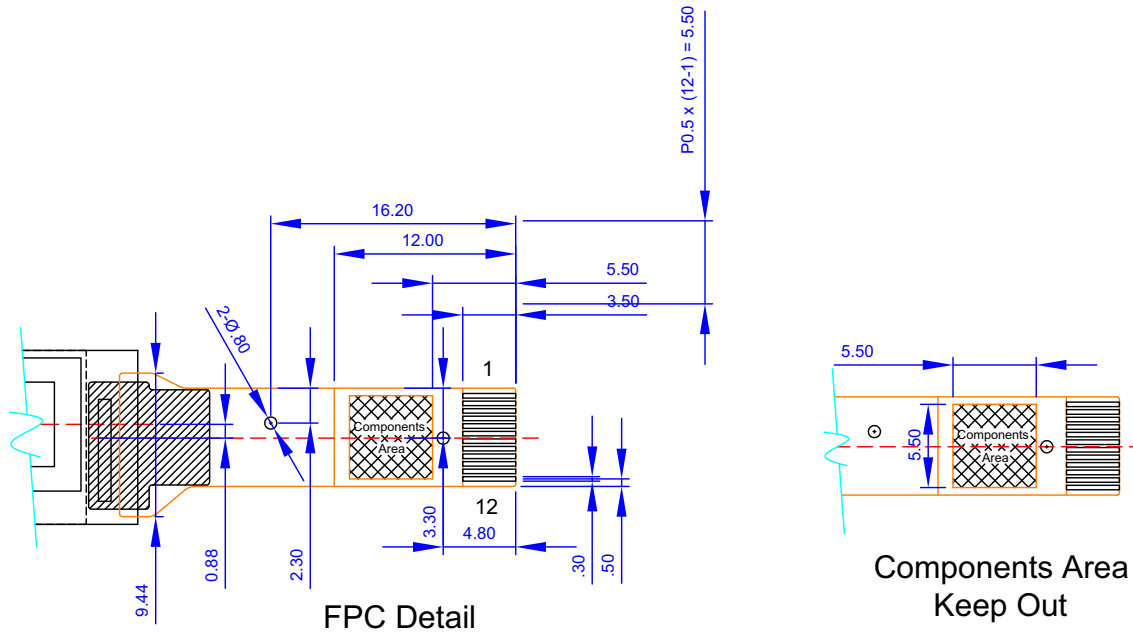 P0.5 x (12-1) = 5.50
16.20
12.00
5.50
3.50
2-Ø.80
1
Components
Area
12
9.44
0.88
2.30
3.30
4.80
.30
.50
FPC Detail
5.50
5.50
Components
Area
Components Area
Keep Out